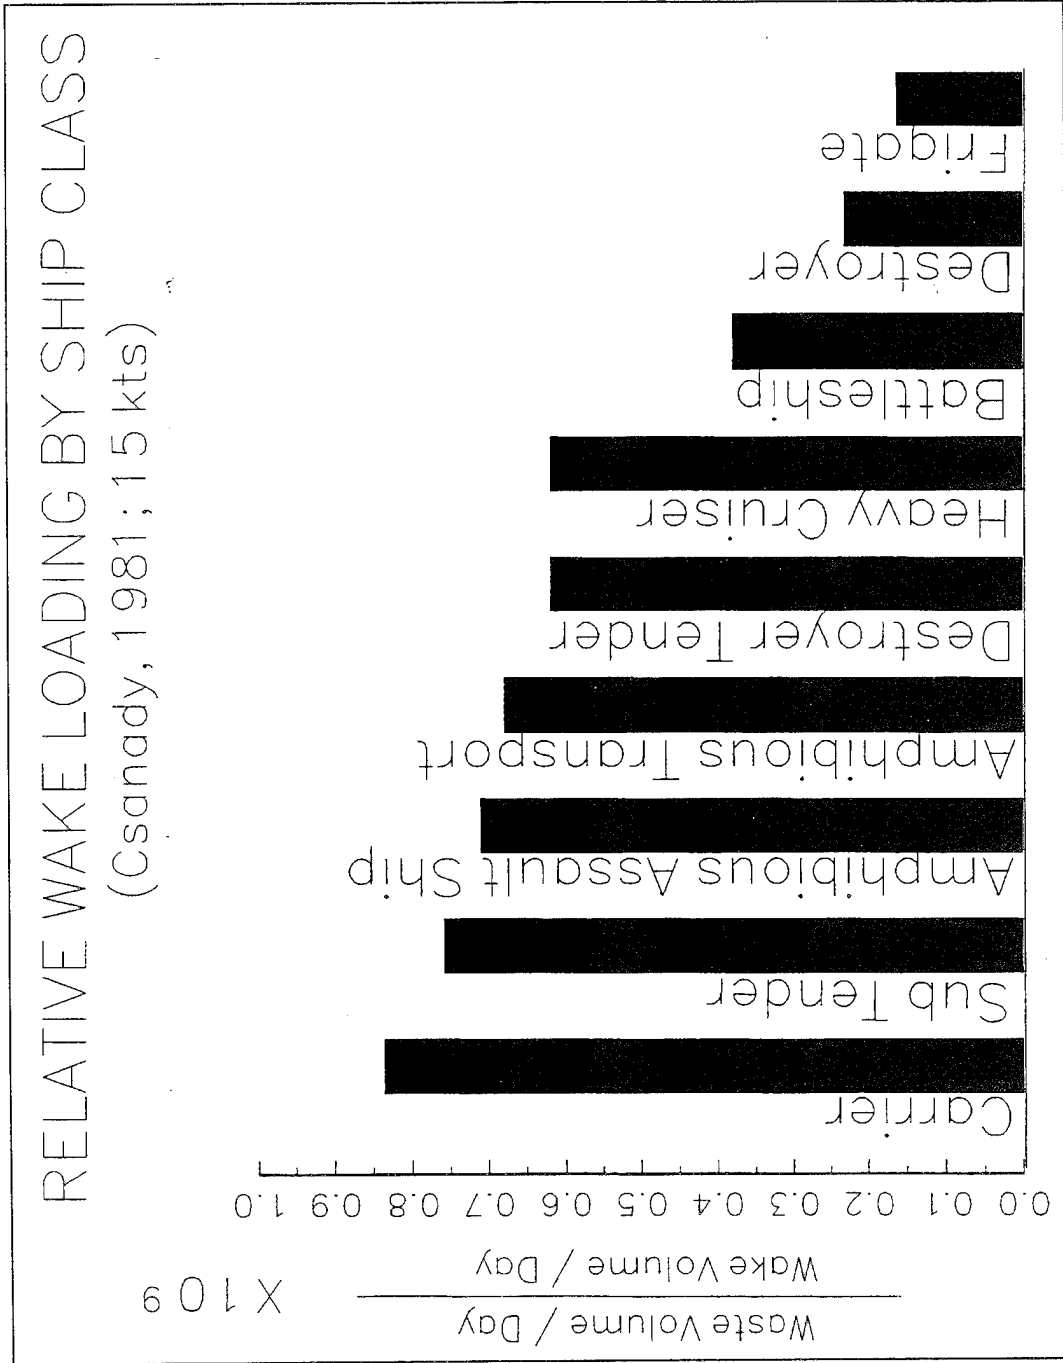 RELATIVE WAKE LOADING BY SHIP CLASS
(Csanady, 1981; 15 kts)
Waste Volume / Day
Wake Volume / Day
X109
1.0
0.9
0.8
0.7
0.6
0.5
0.4
0.3
0.2
0.1
0.0
Carrier
Sub Tender
Amphibious Assault Ship
Amphibious Transport
Destroyer Tender
Heavy Cruiser
Battleship
Destroyer
Frigate